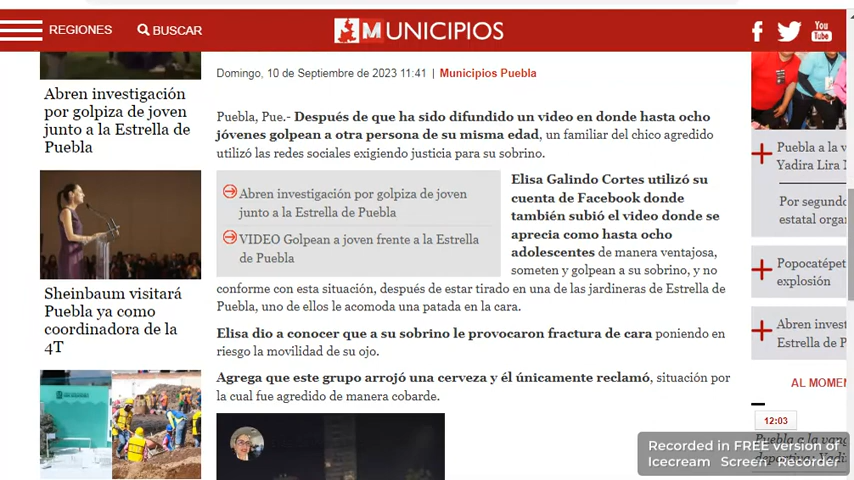 REGIONES
BUSCAR
MUNICIPIOS
You
Tube
Abren investigación
por golpiza de joven
junto a la Estrella de
Puebla
Sheinbaum visitará
Puebla ya como
coordinadora de la
4T
Domingo, 10 de Septiembre de 2023 11:41 | Municipios Puebla
Puebla, Pue.- Después de que ha sido difundido un video en donde hasta ocho
jóvenes golpean a otra persona de su misma edad, un familiar del chico agredido
utilizó las redes sociales exigiendo justicia para su sobrino.
Abren investigación por golpiza de joven
junto a la Estrella de Puebla
VIDEO Golpean a joven frente a la Estrella
de Puebla
Elisa Galindo Cortes utilizó su
cuenta de Facebook donde
también subió el video donde se
aprecia como hasta ocho
adolescentes de manera ventajosa,
someten y golpean a su sobrino, y no
conforme con esta situación, después de estar tirado en una de las jardineras de Estrella de
Puebla, uno de ellos le acomoda una patada en la cara.
Elisa dio a conocer que a su sobrino le provocaron fractura de cara poniendo en
riesgo la movilidad de su ojo.
Agrega que este grupo arrojó una cerveza y él únicamente reclamó, situación por
la cual fue agredido de manera cobarde.
Puebla a la v
Yadira Lira
Por segundo
estatal orga
Popocatépet
explosión
Abren invest
Estrella de P
AL MOMEN
12:03
Puebla a la vang
Recorded in FREE version of
Icecream Screen Recorder